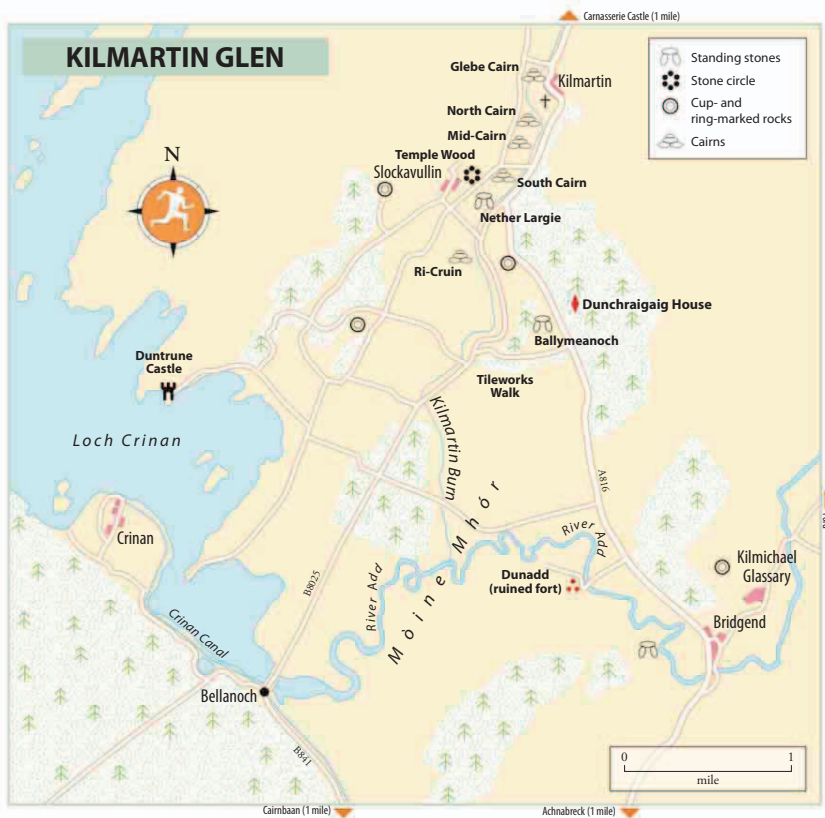 Carnasserie Castle (1 mile)
KILMARTIN GLEN
Standing stones
Stone circle
Cup- and
ring-marked rocks
Cairns
Glebe Cairn
Kilmartin
North Cairn
Mid-Cairn
Temple Wood
Slockavullin
South Cairn
Nether Largie
N
Ri-Cruin
Dunchraigaig House
Ballymeanoch
Duntrune
Castle
Tileworks
Walk
Loch Crinan
Kilmartin Burn
A816
Crinan
Mòine Mhór
River Add
River Add
Dunadd
(ruined fort)
Kilmichael
Glassary
Bridgend
B8025
Crinan Canal
Bellanoch
B841
0 1
mile
Cairnbaan (1 mile)
Achnabreck (1 mile)